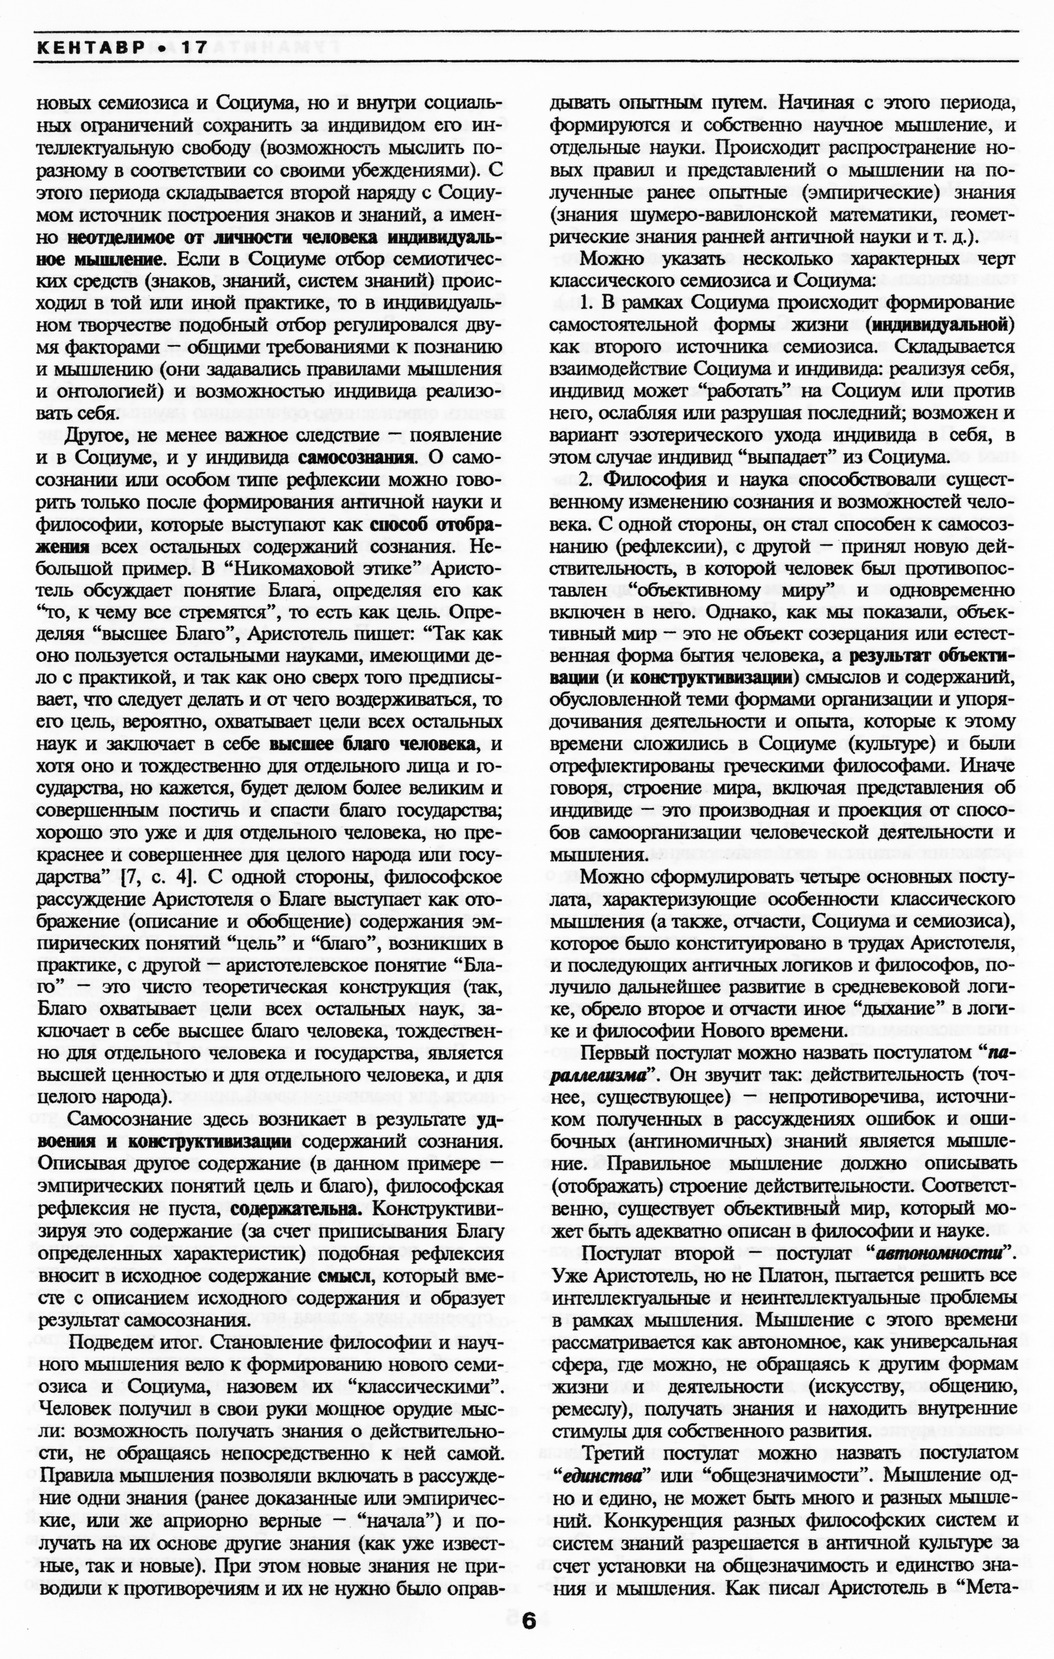 КЕНТАВР • 17
новых семиозиса и Социума, но и внутри социаль-
ных ограничений сохранить за индивидом его ин-
теллектуальную свободу (возможность мыслить по-
разному в соответствии со своими убеждениями). С
этого периода складывается второй наряду с Социу-
мом источник построения знаков и знаний, а имен-
но неотделимое от личности человека индивидуаль-
ное мышление. Если в Социуме отбор семиотичес-
ких средств (знаков, знаний, систем знаний) проис-
ходил в той или иной практике, то в индивидуаль-
ном творчестве подобный отбор регулировался дву-
мя факторами — общими требованиями к познанию
и мышлению (они задавались правилами мышления
и онтологией) и возможностью индивида реализо-
вать себя.
Другое, не менее важное следствие — появление
и в Социуме, и у индивида самосознания. О само-
сознании или особом типе рефлексии можно гово-
рить только после формирования античной науки и
философии, которые выступают как способ отобра-
жения всех остальных содержаний сознания. Не-
большой пример. В “Никомаховой этике” Аристо-
тель обсуждает понятие Блага, определяя его как
“то, к чему все стремятся”, то есть как цель. Опре-
деляя “высшее Благо”, Аристотель пишет: “Так как
оно пользуется остальными науками, имеющими де-
ло с практикой, и так как оно сверх того предписы-
вает, что следует делать и от чего воздерживаться, то
его цель, вероятно, охватывает цели всех остальных
наук и заключает в себе высшее благо человека, и
хотя оно и тождественно для отдельного лица и го-
сударства, но кажется, будет делом более великим и
совершенным постичь и спасти благо государства;
хорошо это уже и для отдельного человека, но пре-
краснее и совершеннее для целого народа или госу-
дарства” [7, с. 4]. С одной стороны, философское
рассуждение Аристотеля о Благе выступает как ото-
бражение (описание и обобщение) содержания эм-
пирических понятий “цель” и “благо”, возникших в
практике, с другой — аристотелевское понятие “Бла-
го” — это чисто теоретическая конструкция (так,
Благо охватывает цели всех остальных наук, за-
ключает в себе высшее благо человека, тождествен-
но для отдельного человека и государства, является
высшей ценностью и для отдельного человека, и для
целого народа).
Самосознание здесь возникает в результате уд-
воения и конструктивизации содержаний сознания.
Описывая другое содержание (в данном примере —
эмпирических понятий цель и благо), философская
рефлексия не пуста, содержательна. Конструктиви-
зируя это содержание (за счет приписывания Благу
определенных характеристик) подобная рефлексия
вносит в исходное содержание смысл, который вме-
сте с описанием исходного содержания и образует
результат самосознания.
Подведем итог. Становление философии и науч-
ного мышления вело к формированию нового семи-
озиса и Социума, назовем их “классическими”.
Человек получил в свои руки мощное орудие мыс-
ли: возможность получать знания о действительно-
сти, не обращаясь непосредственно к ней самой.
Правила мышления позволяли включать в рассужде-
ние одни знания (ранее доказанные или эмпиричес-
кие, или же априорно верные — “начала”) и по-
лучать на их основе другие знания (как уже извест-
ные, так и новые). При этом новые знания не при-
водили к противоречиям и их не нужно было оправ-
дывать опытным путем. Начиная с этого периода,
формируются и собственно научное мышление, и
отдельные науки. Происходит распространение но-
вых правил и представлений о мышлении на по-
лученные ранее опытные (эмпирические) знания
(знания шумеро-вавилонской математики, геомет-
рические знания ранней античной науки и т. д.).
Можно указать несколько характерных черт
классического семиозиса и Социума:
1. В рамках Социума происходит формирование
самостоятельной формы жизни (индивидуальной)
как второго источника семиозиса. Складывается
взаимодействие Социума и индивида: реализуя себя,
индивид может “работать” на Социум или против
него, ослабляя или разрушая последний; возможен и
вариант эзотерического ухода индивида в себя, в
этом случае индивид “выпадает” из Социума.
2. Философия и наука способствовали сущест-
венному изменению сознания и возможностей чело-
века. С одной стороны, он стал способен к самосоз-
нанию (рефлексии), с другой — принял новую дей-
ствительность, в которой человек был противопос-
тавлен “объективному миру” и одновременно
включен в него. Однако, как мы показали, объек-
тивный мир — это не объект созерцания или естест-
венная форма бытия человека, а результат объекти-
вации (и конструктивизации) смыслов и содержаний,
обусловленной теми формами организации и упоря-
дочивания деятельности и опыта, которые к этому
времени сложились в Социуме (культуре) и были
отрефлектированы греческими философами. Иначе
говоря, строение мира, включая представления об
индивиде — это производная и проекция от спосо-
бов самоорганизации человеческой деятельности и
мышления.
Можно сформулировать четыре основных посту-
лата, характеризующие особенности классического
мышления (а также, отчасти, Социума и семиозиса),
которое было конституировано в трудах Аристотеля,
и последующих античных логиков и философов, по-
лучило дальнейшее развитие в средневековой логи-
ке, обрело второе и отчасти иное “дыхание” в логи-
ке и философии Нового времени.
Первый постулат можно назвать постулатом “па-
раллелизма”. Он звучит так: действительность (точ-
нее, существующее) — непротиворечива, источни-
ком полученных в рассуждениях ошибок и оши-
бочных (антиномичных) знаний является мышле-
ние. Правильное мышление должно описывать
(отображать) строение действительности. Соответст-
венно, существует объективный мир, который мо-
жет быть адекватно описан в философии и науке.
Постулат второй — постулат “автономности”.
Уже Аристотель, но не Платон, пытается решить все
интеллектуальные и неинтеллектуальные проблемы
в рамках мышления. Мышление с этого времени
рассматривается как автономное, как универсальная
сфера, где можно, не обращаясь к другим формам
жизни и деятельности (искусству, общению,
ремеслу), получать знания и находить внутренние
стимулы для собственного развития.
Третий постулат можно назвать постулатом
“единства” или “общезначимости”. Мышление од-
но и едино, не может быть много и разных мышле-
ний. Конкуренция разных философских систем и
систем знаний разрешается в античной культуре за
счет установки на общезначимость и единство зна-
ния и мышления. Как писал Аристотель в “Мета-
6